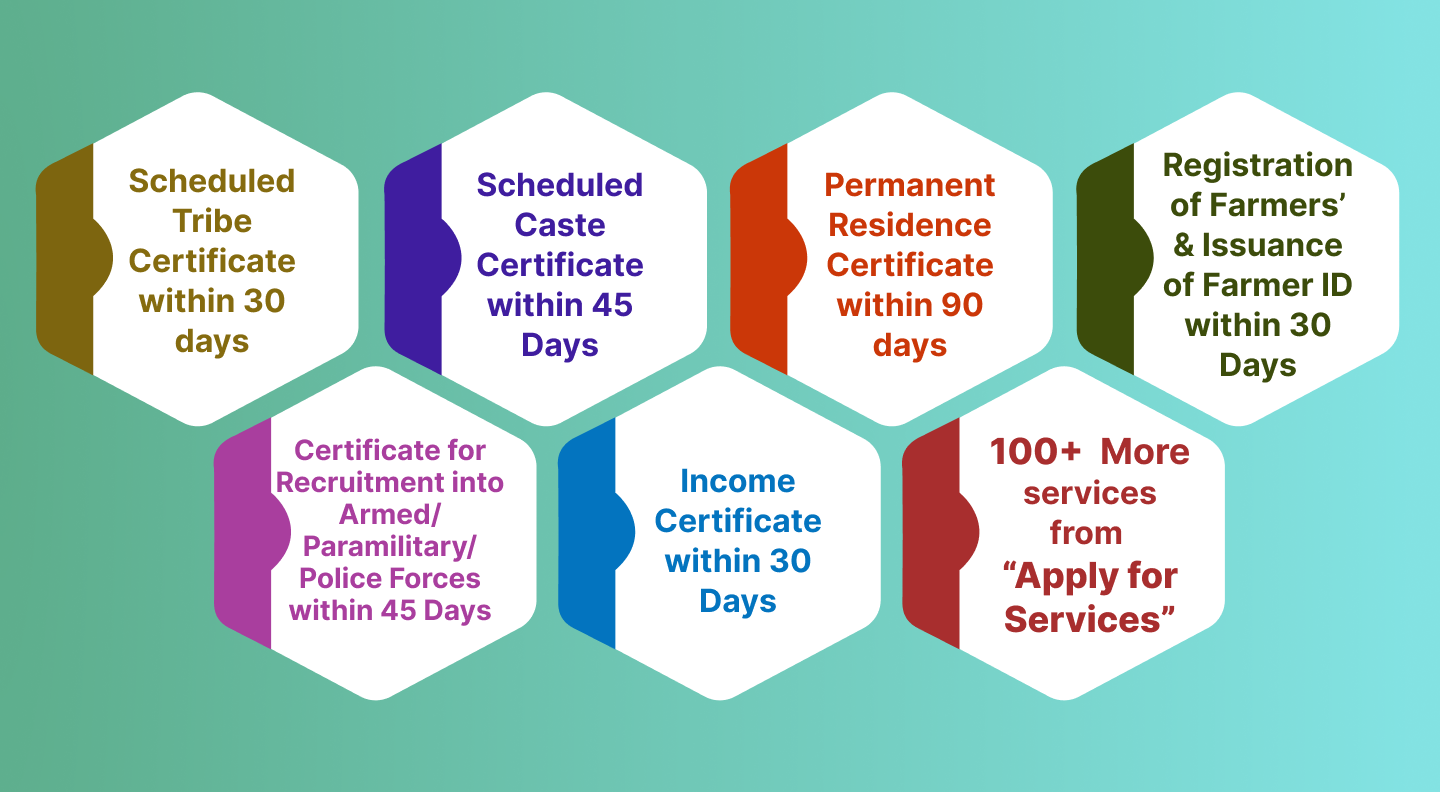 Scheduled
Tribe
Certificate
within 30
days
Scheduled
Caste
Certificate
within 45
Days
Permanent
Residence
Certificate
within 90
days
Registration
of Farmers’
& Issuance
of Farmer ID
within 30
Days
Certificate for
Recruitment into
Armed/
Paramilitary/
Police Forces
within 45 Days
Income
Certificate
within 30
Days
100+ More
services
from
“Apply for
Services”